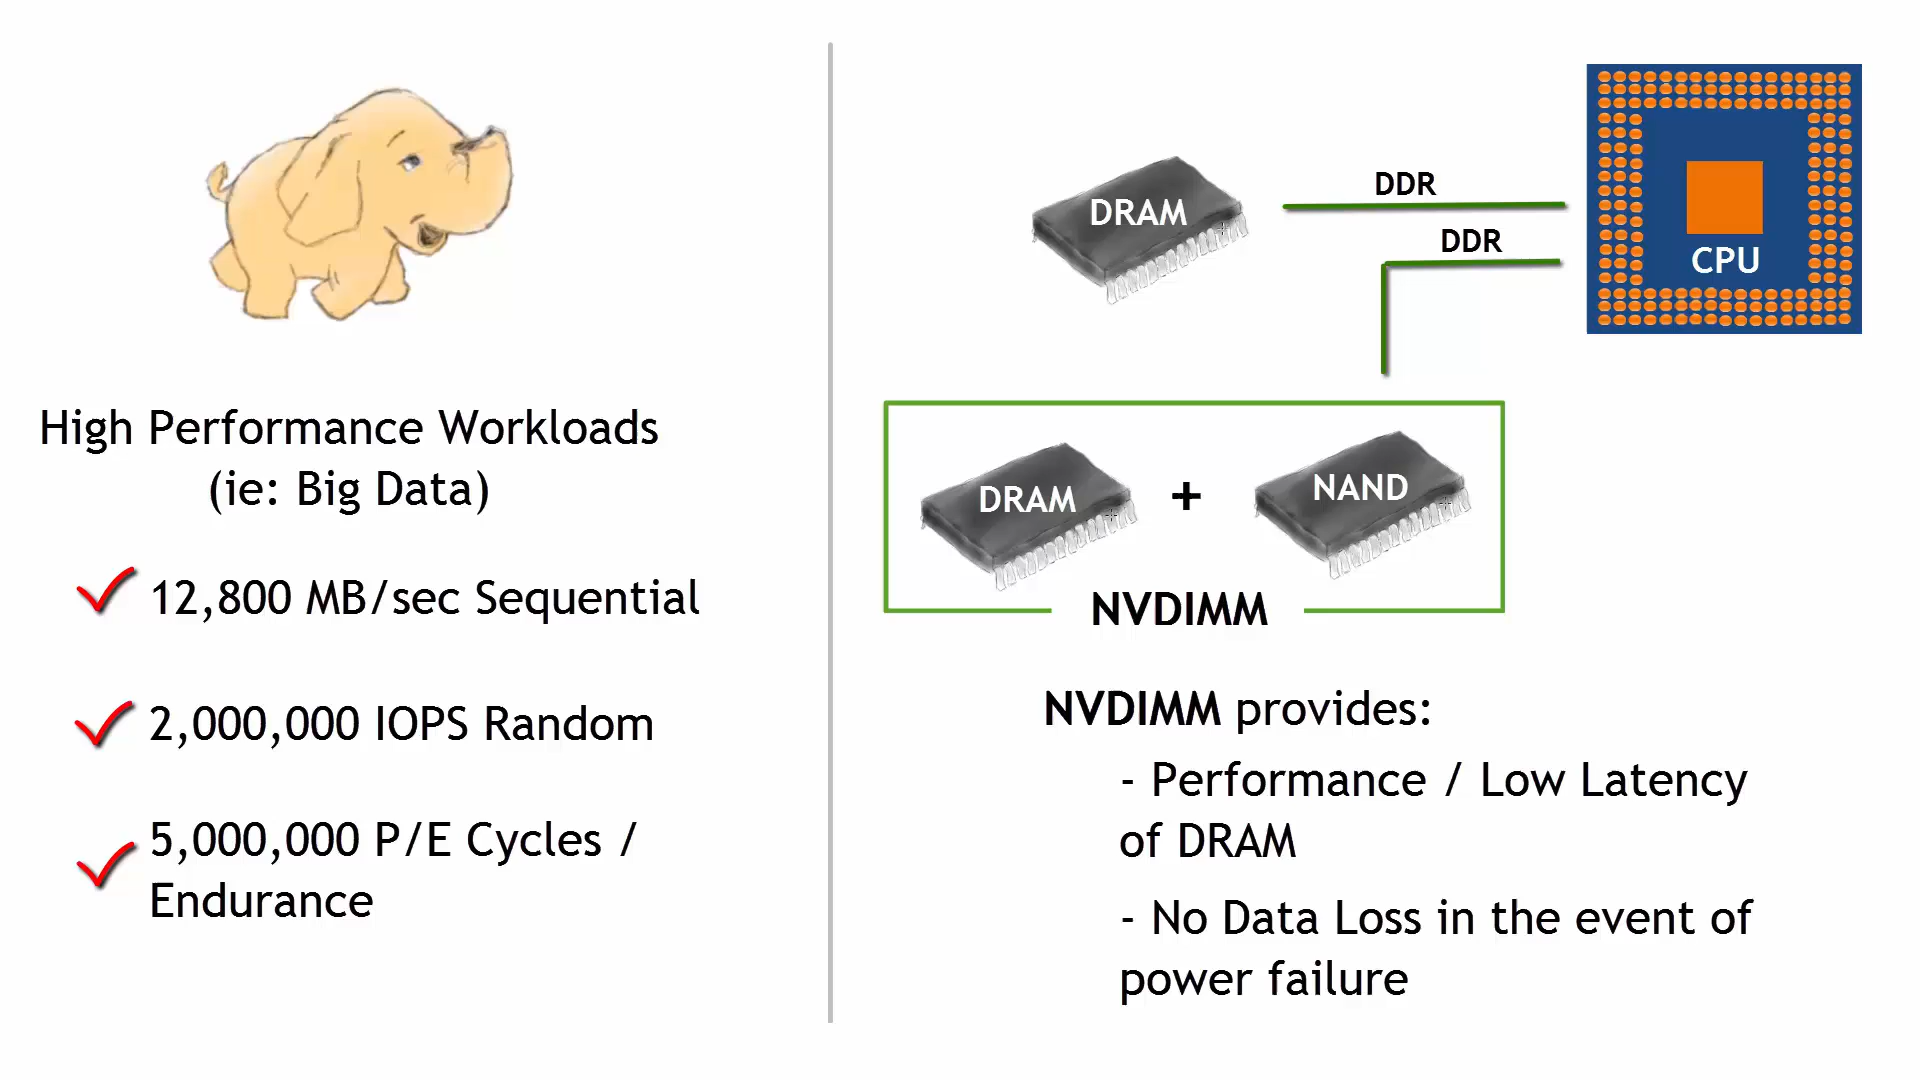 High Performance Workloads
(ie: Big Data)
12,800 MB/sec Sequential
2,000,000 IOPS Random
5,000,000 P/E Cycles /
Endurance
DRAM
DDR
DDR
CPU
DRAM
+
NAND
NVDIMM
NVDIMM provides:
- Performance / Low Latency
of DRAM
- No Data Loss in the event of
power failure